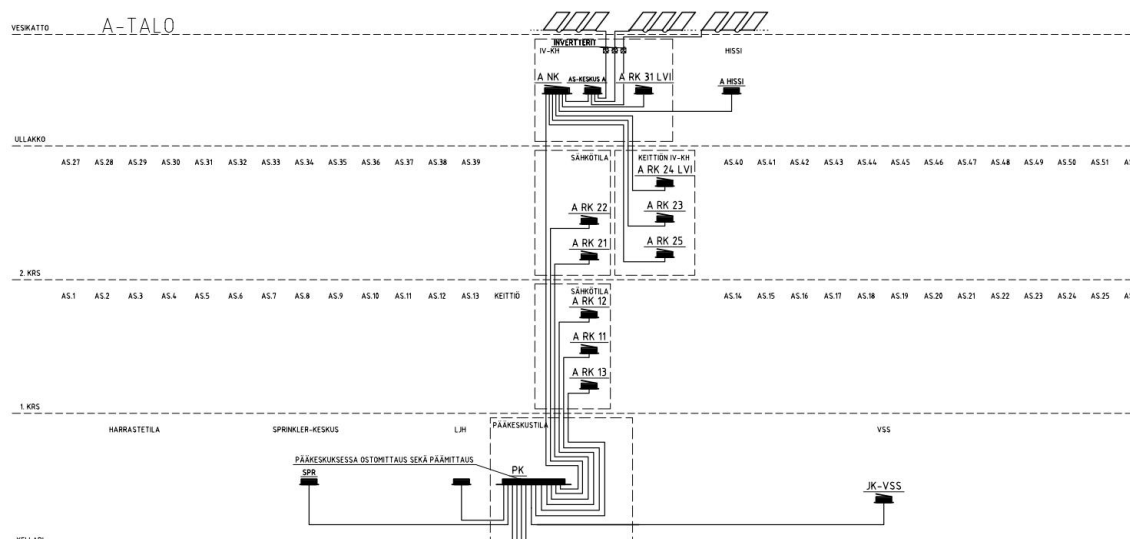 A-TALO
VESIKATTO
INVERTTERIT
IV-KH
HISSI
A NK
AS-KESKUS A
A RK 31 LVI
A HISSI
ULLAKKO
AS.27 AS.28 AS.29 AS.30 AS.31 AS.32 AS.33 AS.34 AS.35 AS.36 AS.37 AS.38 AS.39 SÄHKÖTILA KEITTIÖN IV-KH AS.40 AS.41 AS.42 AS.43 AS.44 AS.45 AS.46 AS.47 AS.48 AS.49 AS.50 AS.51
A RK 24 LVI
A RK 22 A RK 23
A RK 21 A RK 25
2. KRS
AS.1 AS.2 AS.3 AS.4 AS.5 AS.6 AS.7 AS.8 AS.9 AS.10 AS.11 AS.12 AS.13 KEITTIÖ SÄHKÖTILA AS.14 AS.15 AS.16 AS.17 AS.18 AS.19 AS.20 AS.21 AS.22 AS.23 AS.24 AS.25
A RK 12
A RK 11
A RK 13
1. KRS
HARRASTETILA SPRINKLER-KESKUS LJH PÄÄKESKUSTILA VSS
PÄÄKESKUKSESSA OSTOMITTAUS SEKÄ PÄÄMITTAUS
SPR PK JK-VSS